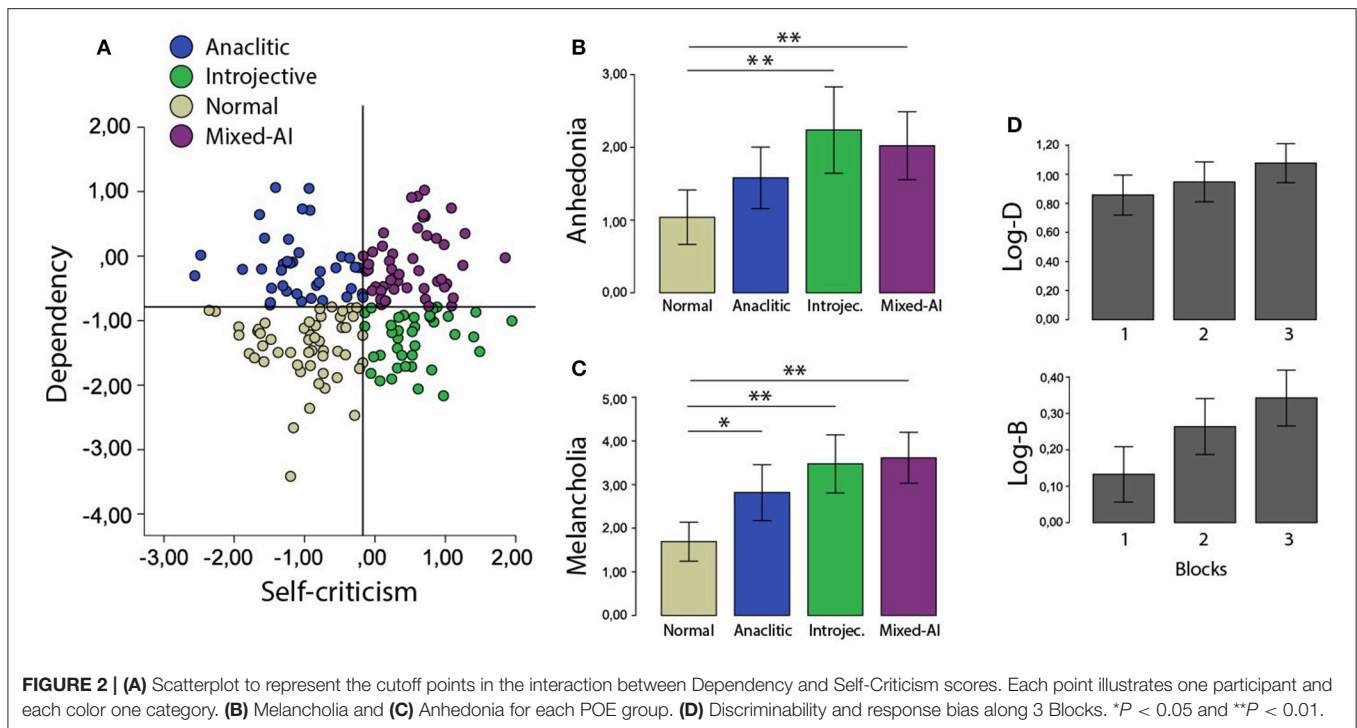 A
Anaclitic
Introjective
Normal
Mixed-AI
Dependency
2,00
1,00
,00
-1,00
-2,00
-3,00
-4,00
-3,00 -2,00 -1,00 ,00 1,00 2,00
Self-criticism
B
**
**
Anhedonia
3,00
2,00
1,00
0,00
Normal Anaclitic Introjec. Mixed-AI
C
**
**
*
Melancholia
5,00
4,00
3,00
2,00
1,00
0,00
Normal Anaclitic Introjec. Mixed-AI
D
Log-D
1,20
1,00
0,80
0,60
0,40
0,20
0,00
1 2 3
Log-B
0,40
0,30
0,20
0,10
0,00
1 2 3
Blocks
FIGURE 2 | (A) Scatterplot to represent the cutoff points in the interaction between Dependency and Self-Criticism scores. Each point illustrates one participant and
each color one category. (B) Melancholia and (C) Anhedonia for each POE group. (D) Discriminability and response bias along 3 Blocks. *P < 0.05 and **P < 0.01.